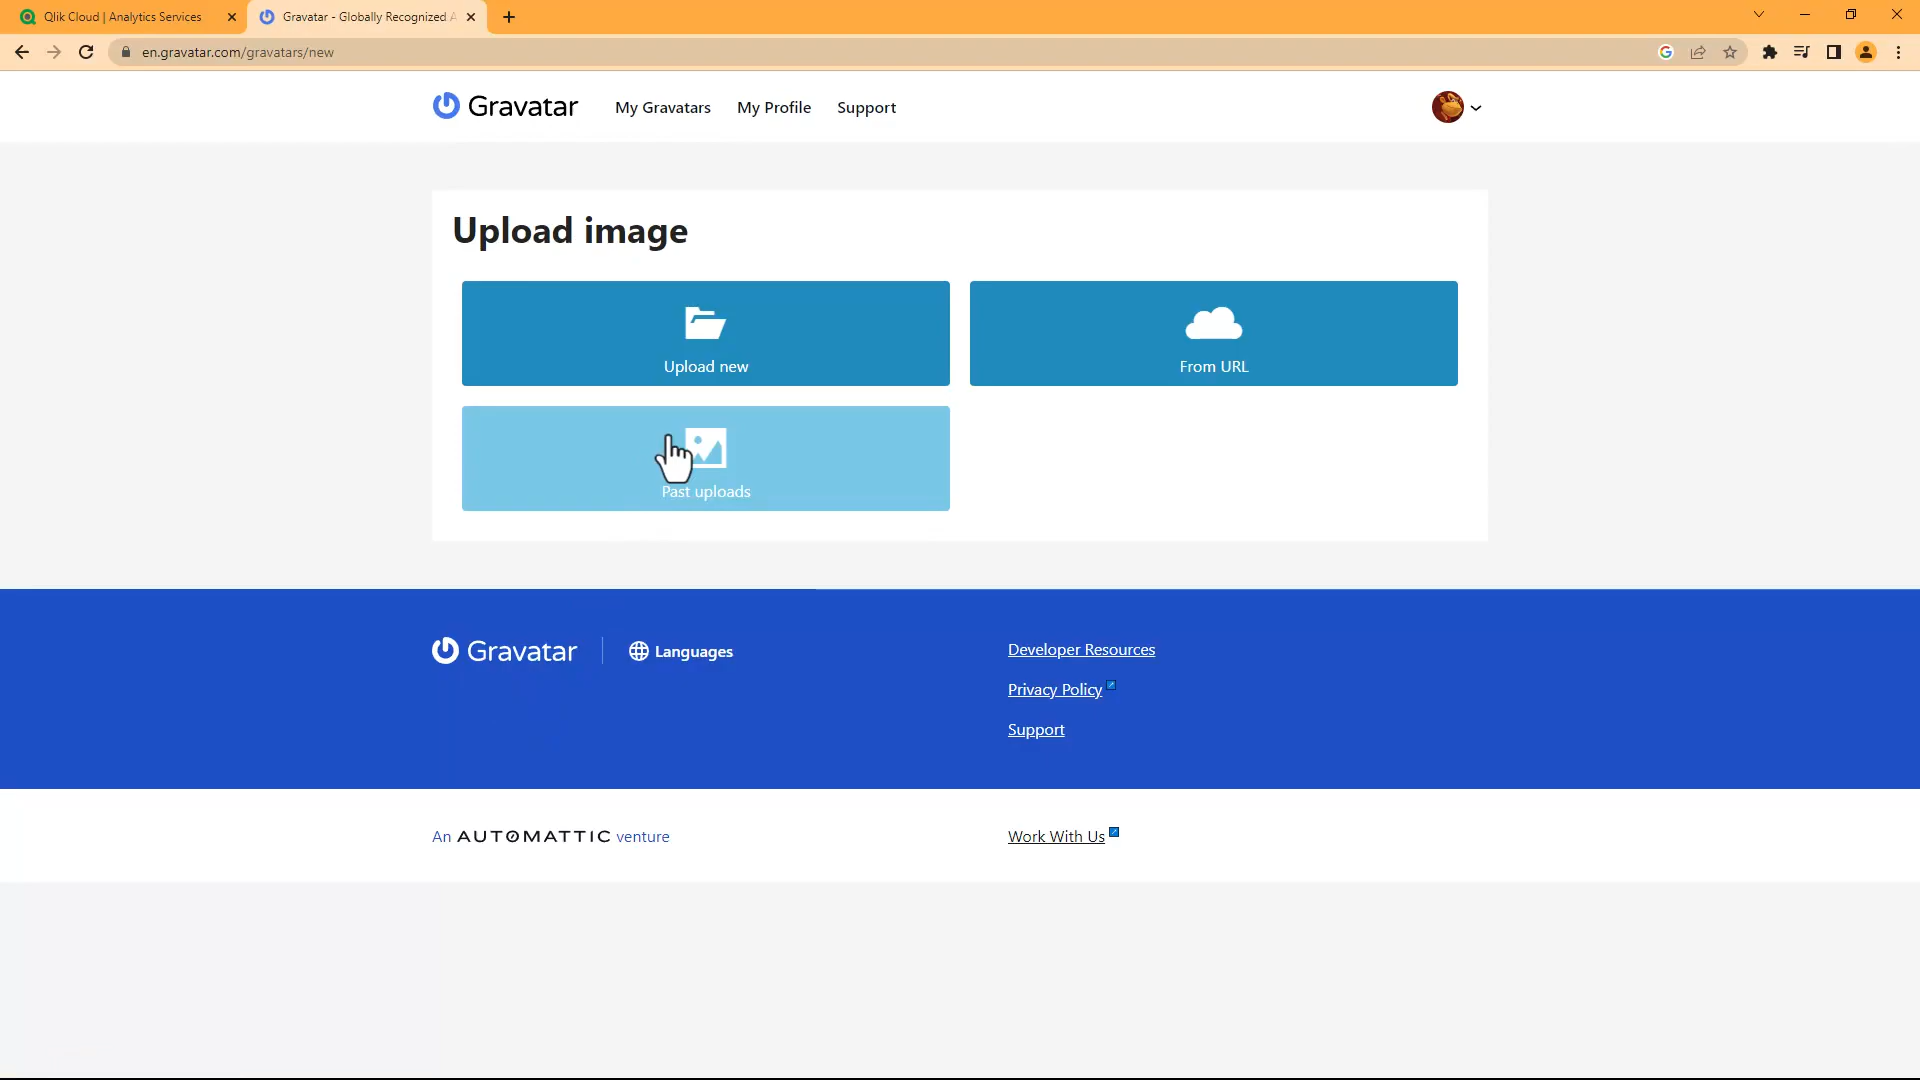 Qlik Cloud | Analytics Services
Gravatar - Globally Recognized A
en.gravatar.com/gravatars/new
Gravatar My Gravatars My Profile Support
Upload image
Upload new
From URL
Past uploads
Gravatar Languages
Developer Resources
Privacy Policy
Support
An AUTOMATTIC venture
Work With Us